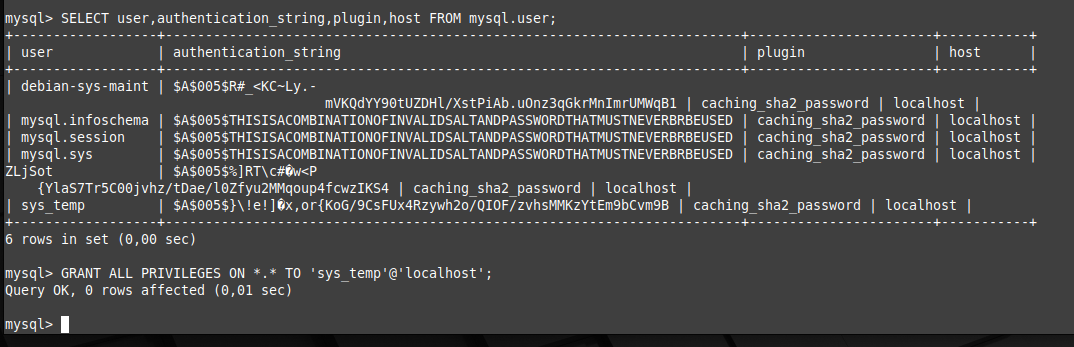 mysql> SELECT user,authentication_string,plugin,host FROM mysql.user;
+------------------+------------------------------------------------------------------------+-----------------------+-----------+
| user             | authentication_string                                                  | plugin                | host      |
+------------------+------------------------------------------------------------------------+-----------------------+-----------+
| debian-sys-maint | $A$005$R#_<KC~Ly.-
mVKQdYY90tUZDHl/XstPiAb.uOnz3qGkrMnImrUMWqB1 | caching_sha2_password | localhost |
| mysql.infoschema | $A$005$THISISACOMBINATIONOFINVALIDSALTANDPASSWORDTHATMUSTNEVERBRBEUSED | caching_sha2_password | localhost |
| mysql.session    | $A$005$THISISACOMBINATIONOFINVALIDSALTANDPASSWORDTHATMUSTNEVERBRBEUSED | caching_sha2_password | localhost |
| mysql.sys        | $A$005$THISISACOMBINATIONOFINVALIDSALTANDPASSWORDTHATMUSTNEVERBRBEUSED | caching_sha2_password | localhost |
ZLjSot             | $A$005$%]RT\c#�w<P
{YlaS7Tr5C00jvhz/tDae/l0Zfyu2MMqoup4fcwzIKS4 | caching_sha2_password | localhost |
| sys_temp         | $A$005$}\!e!]�x,or{KoG/9CsFUx4Rzywh2o/QIOF/zvhsMMKzYtEm9bCvm9B | caching_sha2_password | localhost |
+------------------+------------------------------------------------------------------------+-----------------------+-----------+
6 rows in set (0,00 sec)
mysql> GRANT ALL PRIVILEGES ON *.* TO 'sys_temp'@'localhost';
Query OK, 0 rows affected (0,01 sec)
mysql>